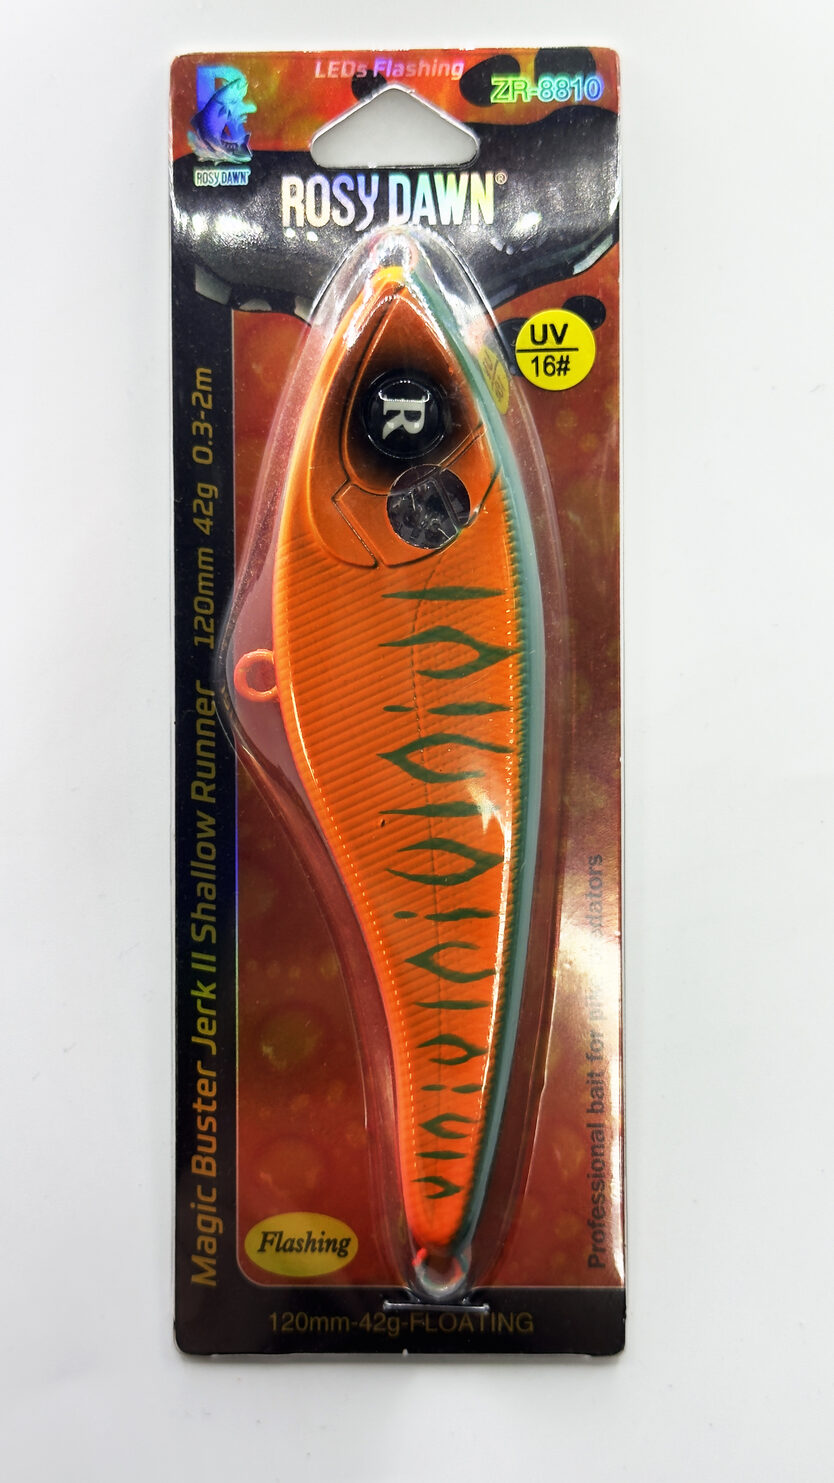 LEDs Flashing
ZR-8810
ROSY DAWN
ROSY DAWN®
UV
16#
R
Magic Buster Jerk II Shallow Runner 120mm 42g 0.3-2m
Professional bait for
Flashing
120mm-42g-FLOATING